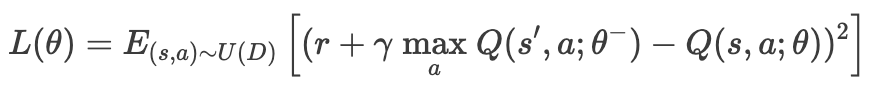 L(θ) = E_{(s,a)∼U(D)} [(r + γ max_a Q(s′, a; θ⁻) − Q(s, a; θ))²]